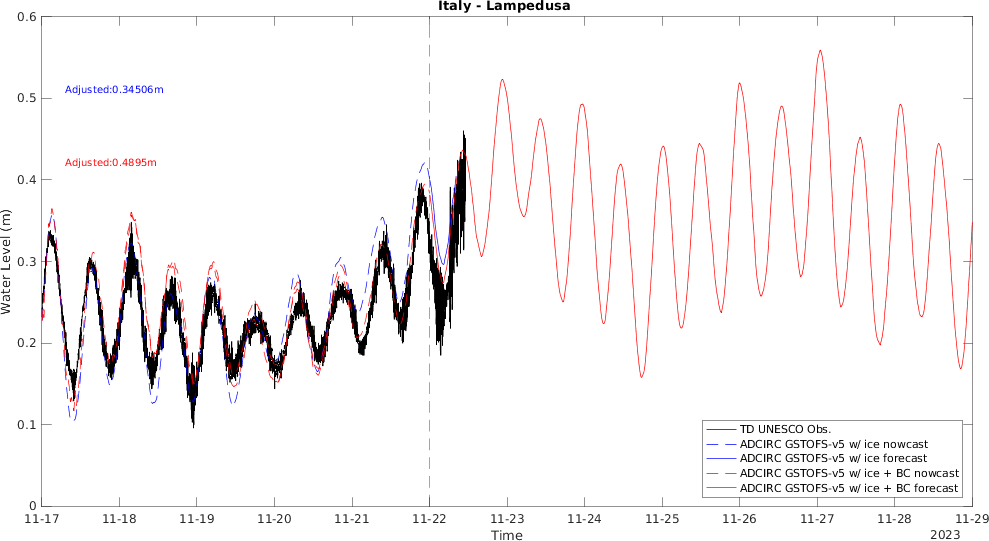 Italy - Lampedusa
0.6
0.5
0.4
0.3
0.2
0.1
0
Water Level (m)
Adjusted:0.34506m
Adjusted:0.4895m
TD UNESCO Obs.
ADCIRC GSTOFS-v5 w/ ice nowcast
ADCIRC GSTOFS-v5 w/ ice forecast
ADCIRC GSTOFS-v5 w/ ice + BC nowcast
ADCIRC GSTOFS-v5 w/ ice + BC forecast
11-17 11-18 11-19 11-20 11-21 11-22 11-23 11-24 11-25 11-26 11-27 11-28 11-29
Time
2023